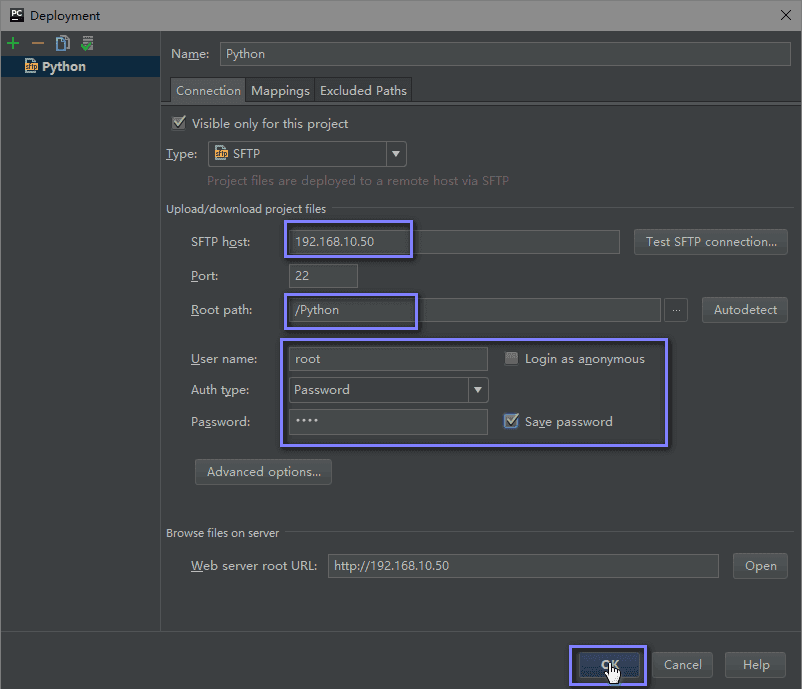 PC Deployment
Python
Name: Python
Connection Mappings Excluded Paths
Visible only for this project
Type: SFTP
Project files are deployed to a remote host via SFTP
Upload/download project files
SFTP host: 192.168.10.50 Test SFTP connection...
Port: 22
Root path: /Python ... Autodetect
User name: root Login as anonymous
Auth type: Password
Password: •••• Save password
Advanced options...
Browse files on server
Web server root URL: http://192.168.10.50 Open
OK Cancel Help